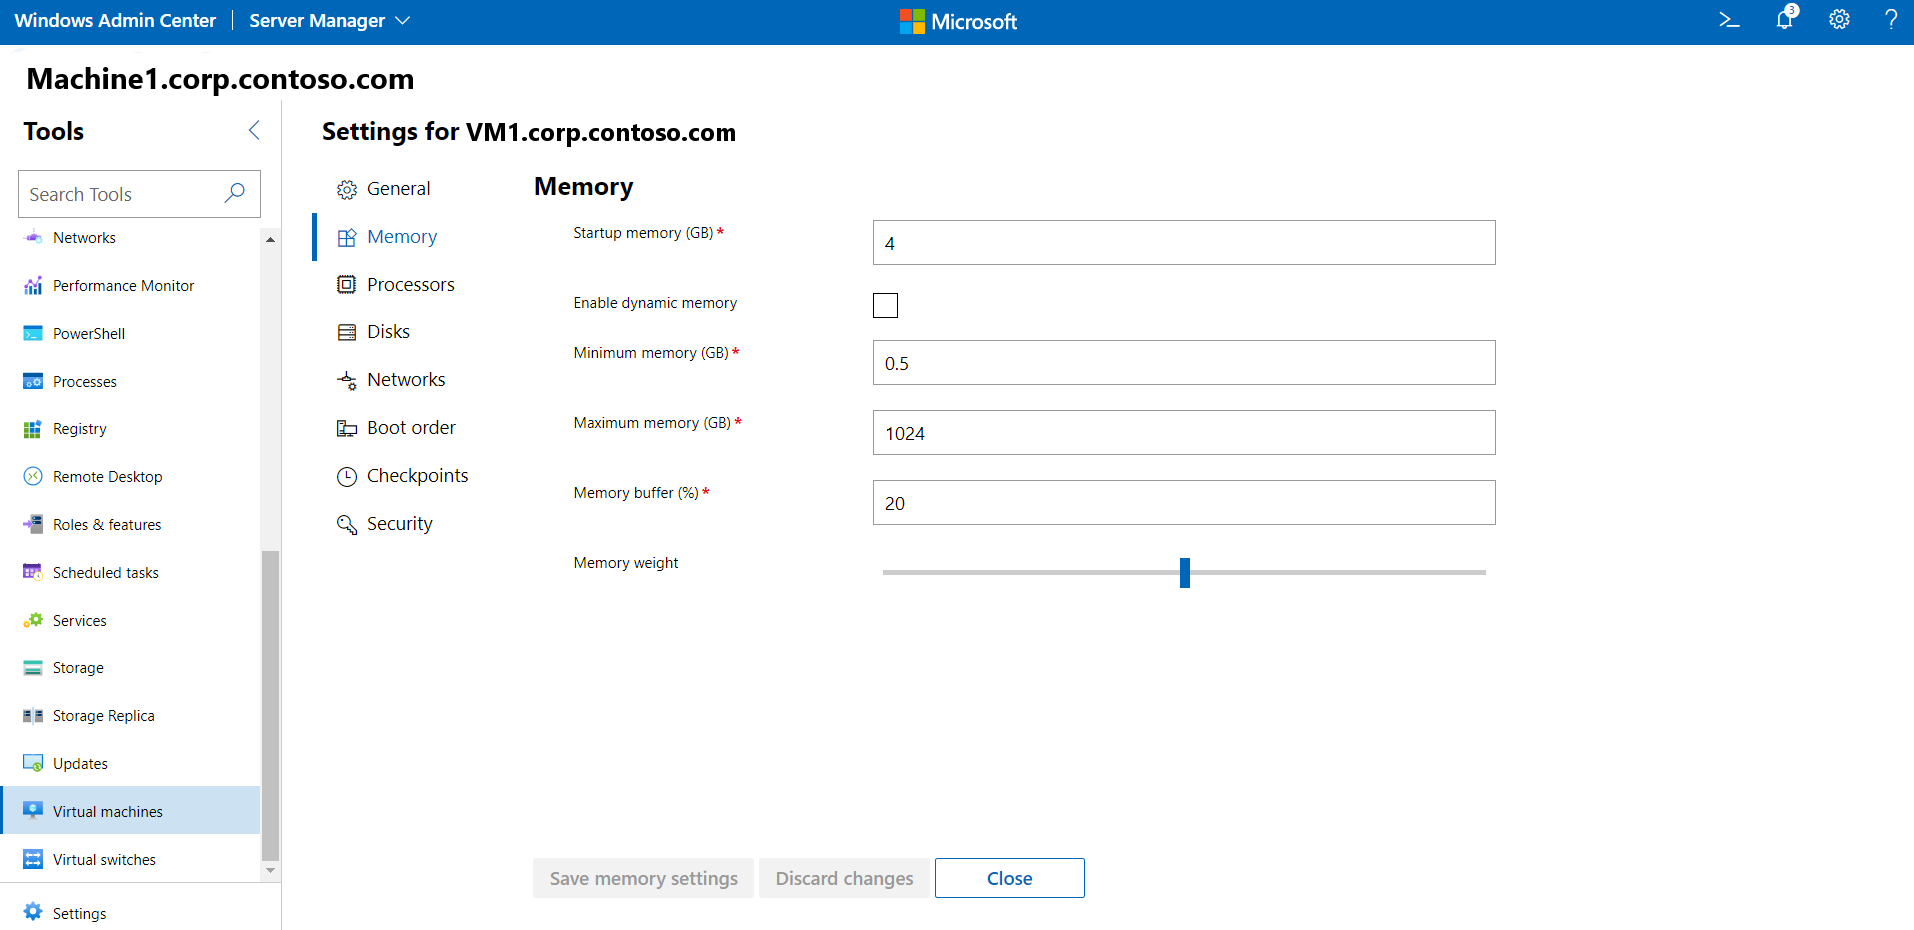 Windows Admin Center Server Manager Microsoft 3 ?
Machine1.corp.contoso.com
Tools
Search Tools
Networks
Performance Monitor
PowerShell
Processes
Registry
Remote Desktop
Roles & features
Scheduled tasks
Services
Storage
Storage Replica
Updates
Virtual machines
Virtual switches
Settings
Settings for VM1.corp.contoso.com
General
Memory
Processors
Disks
Networks
Boot order
Checkpoints
Security
Memory
Startup memory (GB) * 4
Enable dynamic memory
Minimum memory (GB) * 0.5
Maximum memory (GB) * 1024
Memory buffer (%) * 20
Memory weight
Save memory settings Discard changes Close